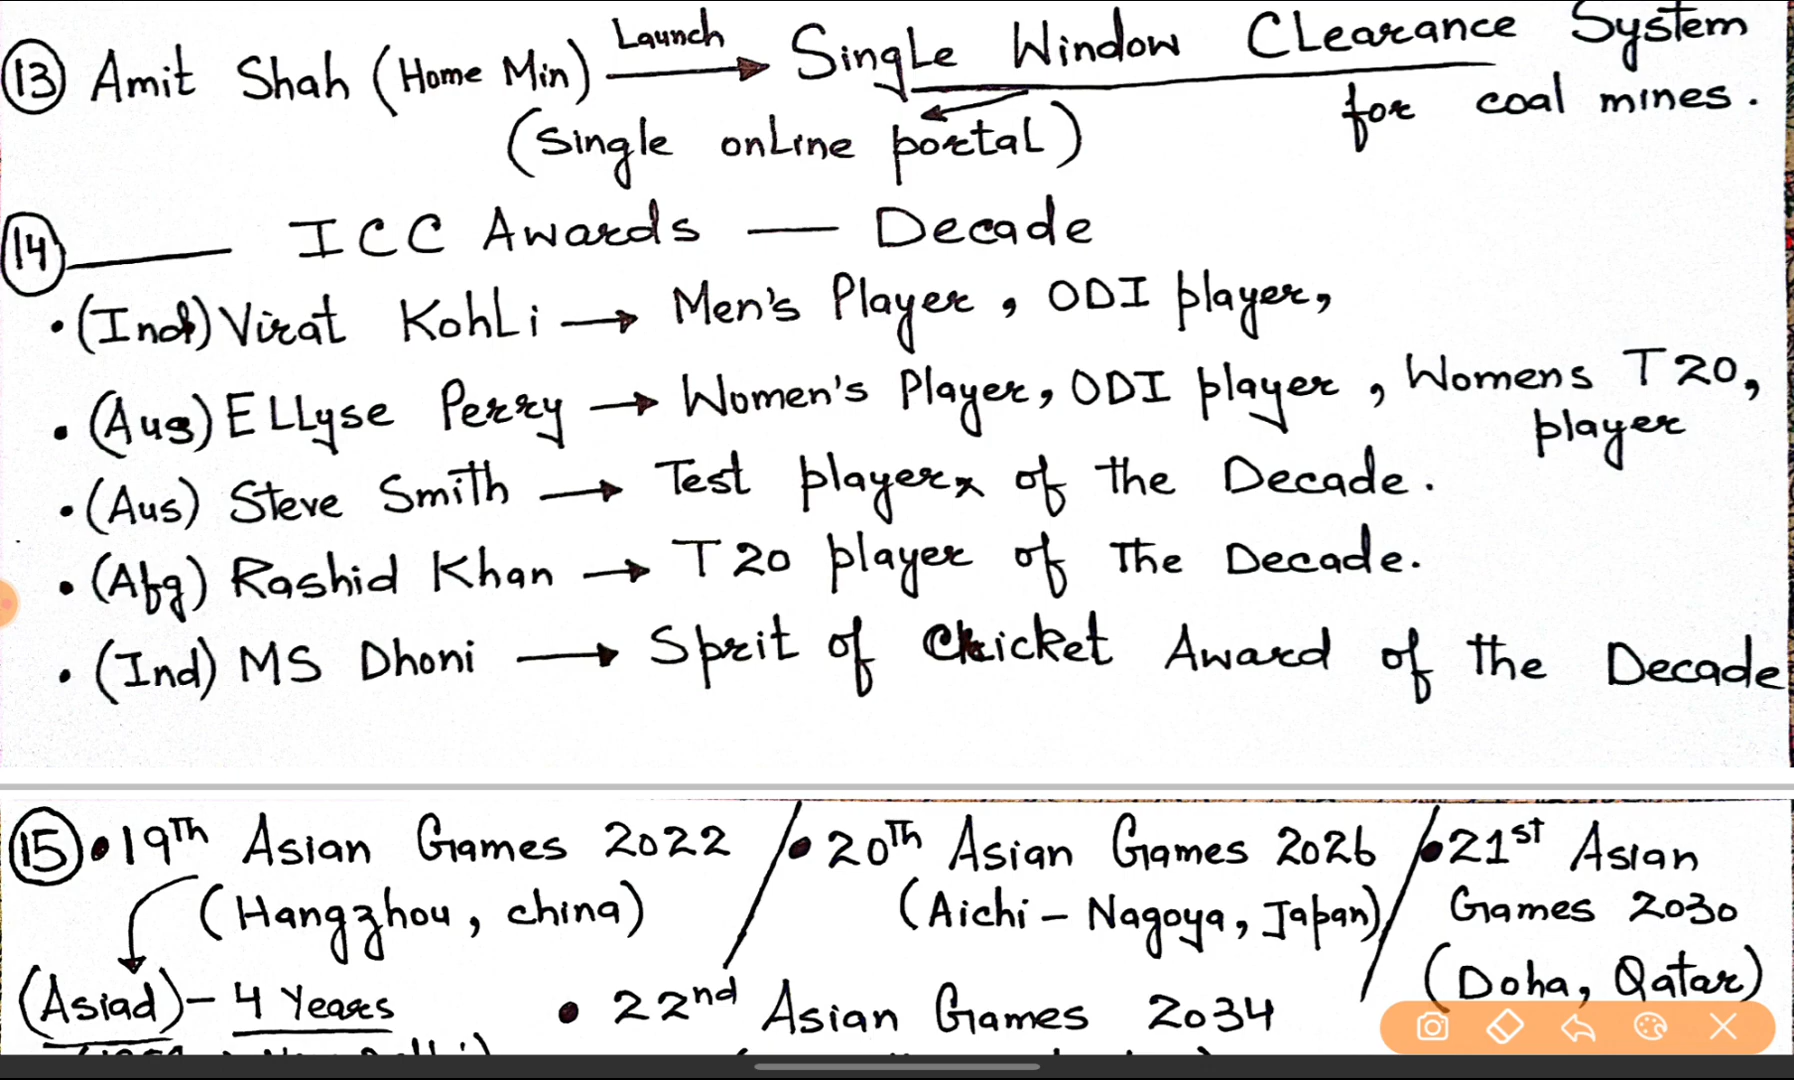 (13) Amit Shah (Home Min) Launch → Single Window Clearance System
for coal mines.
(Single online portal)
(14) ICC Awards — Decade
• (Ind) Virat Kohli → Men's Player, ODI player,
• (Aus) Ellyse Perry → Women's Player, ODI player, Womens T20,
player
• (Aus) Steve Smith → Test player of the Decade.
• (Afg) Rashid Khan → T20 player of the Decade.
• (Ind) MS Dhoni → Sprit of Cricket Award of the Decade
(15) • 19Th Asian Games 2022 / • 20Th Asian Games 2026 / • 21st Asian
(Hangzhou, china) (Aichi - Nagoya, Japan) Games 2030
(Doha, Qatar)
(Asiad) - 4 Years • 22nd Asian Games 2034